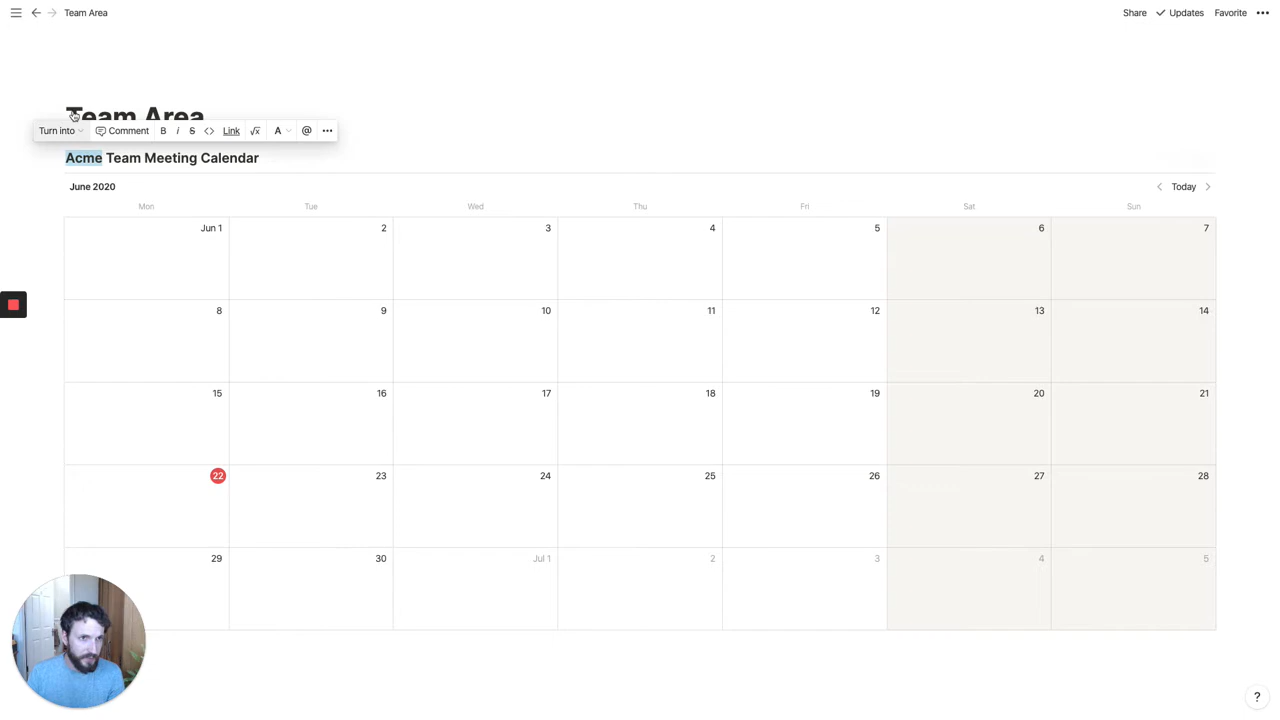 Team Area
Share Updates Favorite
Team Area
Turn into Comment B i S <> Link √x A @
Acme Team Meeting Calendar
June 2020 Today
Mon Tue Wed Thu Fri Sat Sun
Jun 1 2 3 4 5 6 7
8 9 10 11 12 13 14
15 16 17 18 19 20 21
22 23 24 25 26 27 28
29 30 Jul 1 2 3 4 5
?